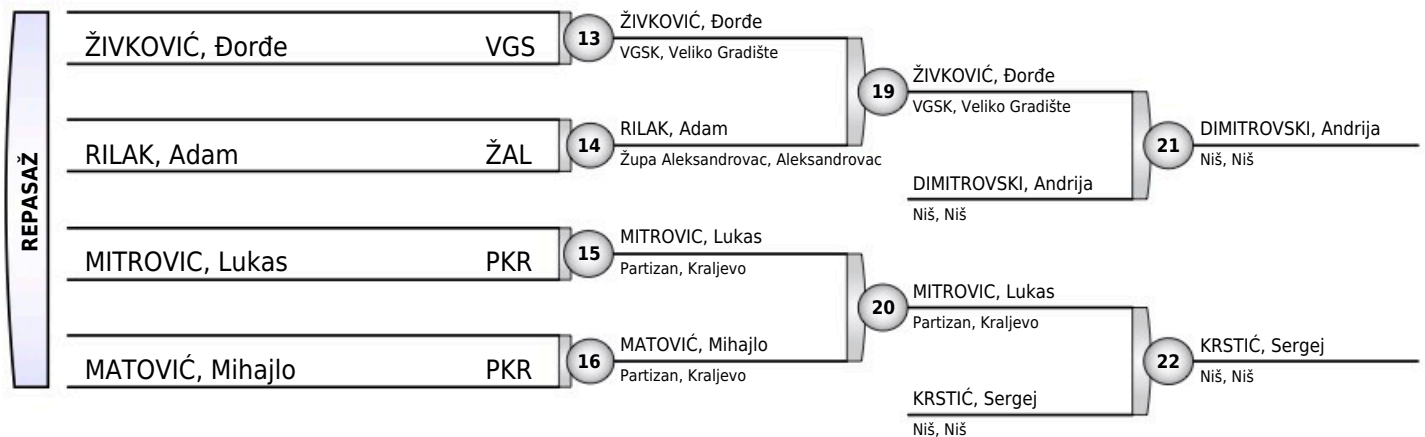 REPASAŽ
ŽIVKOVIĆ, Đorđe VGS
RILAK, Adam ŽAL
MITROVIC, Lukas PKR
MATOVIĆ, Mihajlo PKR
13
ŽIVKOVIĆ, Đorđe
VGSK, Veliko Gradište
14
RILAK, Adam
Župa Aleksandrovac, Aleksandrovac
15
MITROVIC, Lukas
Partizan, Kraljevo
16
MATOVIĆ, Mihajlo
Partizan, Kraljevo
19
ŽIVKOVIĆ, Đorđe
VGSK, Veliko Gradište
DIMITROVSKI, Andrija
Niš, Niš
20
MITROVIC, Lukas
Partizan, Kraljevo
KRSTIĆ, Sergej
Niš, Niš
21
DIMITROVSKI, Andrija
Niš, Niš
22
KRSTIĆ, Sergej
Niš, Niš